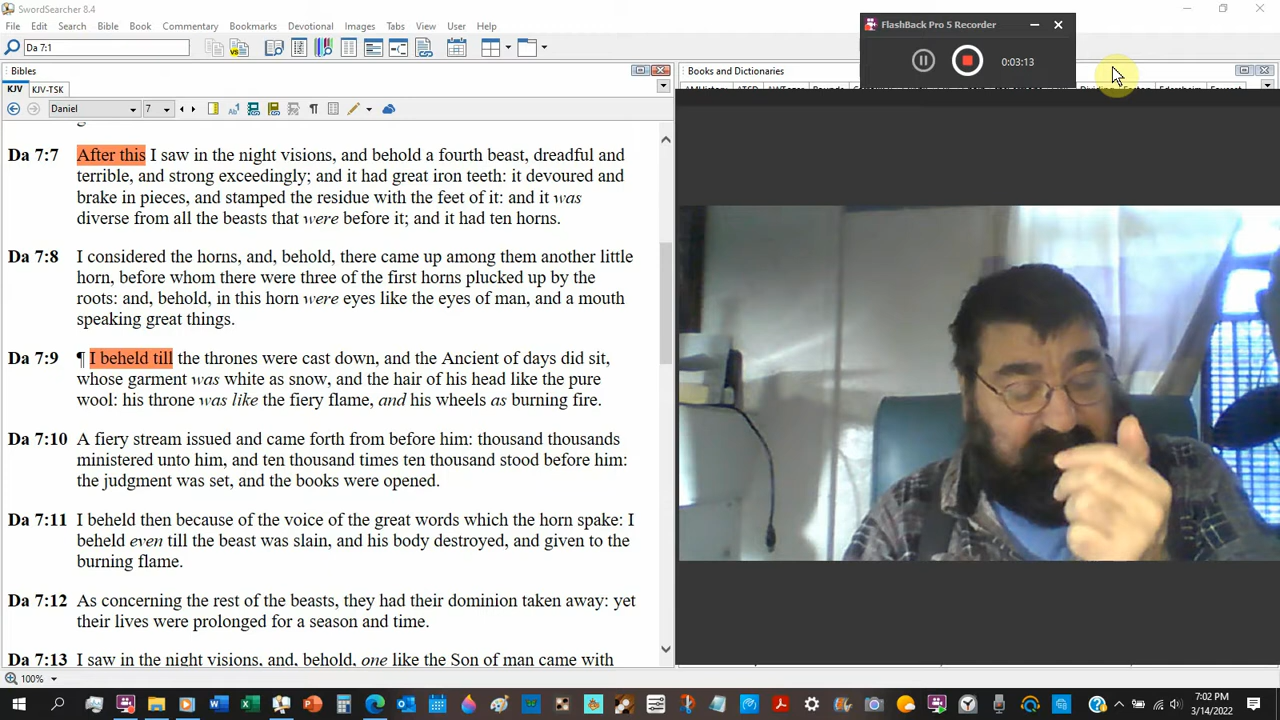 SwordSearcher 8.4
File Edit Search Bible Book Commentary Bookmarks Devotional Images Tabs View User Help
Da 7:1
FlashBack Pro 5 Recorder
0:03:13
Bibles
Books and Dictionaries
KJV KJV-TSK
Daniel 7
Da 7:7 After this I saw in the night visions, and behold a fourth beast, dreadful and
terrible, and strong exceedingly; and it had great iron teeth: it devoured and
brake in pieces, and stamped the residue with the feet of it: and it was
diverse from all the beasts that were before it; and it had ten horns.
Da 7:8 I considered the horns, and, behold, there came up among them another little
horn, before whom there were three of the first horns plucked up by the
roots: and, behold, in this horn were eyes like the eyes of man, and a mouth
speaking great things.
Da 7:9 ¶ I beheld till the thrones were cast down, and the Ancient of days did sit,
whose garment was white as snow, and the hair of his head like the pure
wool: his throne was like the fiery flame, and his wheels as burning fire.
Da 7:10 A fiery stream issued and came forth from before him: thousand thousands
ministered unto him, and ten thousand times ten thousand stood before him:
the judgment was set, and the books were opened.
Da 7:11 I beheld then because of the voice of the great words which the horn spake: I
beheld even till the beast was slain, and his body destroyed, and given to the
burning flame.
Da 7:12 As concerning the rest of the beasts, they had their dominion taken away: yet
their lives were prolonged for a season and time.
Da 7:13 I saw in the night visions, and, behold, one like the Son of man came with
100%
7:02 PM
3/14/2022